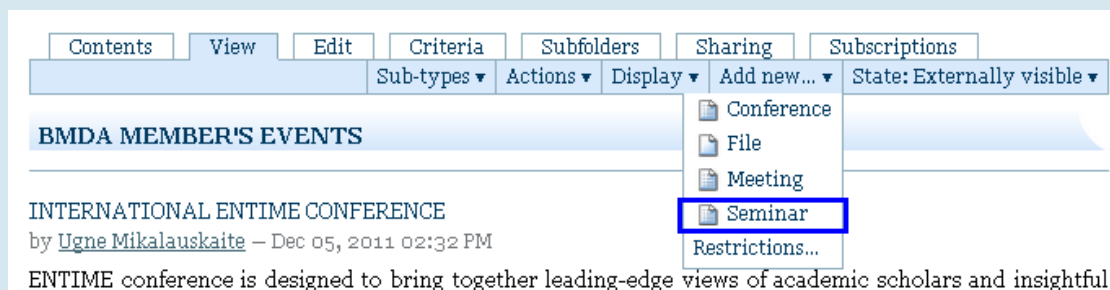 Contents View Edit Criteria Subfolders Sharing Subscriptions
Sub-types Actions Display Add new... State: Externally visible
Conference
BMDA MEMBER'S EVENTS
File
Meeting
Seminar
Restrictions...
INTERNATIONAL ENTIME CONFERENCE
by Ugne Mikalauskaite – Dec 05, 2011 02:32 PM
ENTIME conference is designed to bring together leading-edge views of academic scholars and insightful